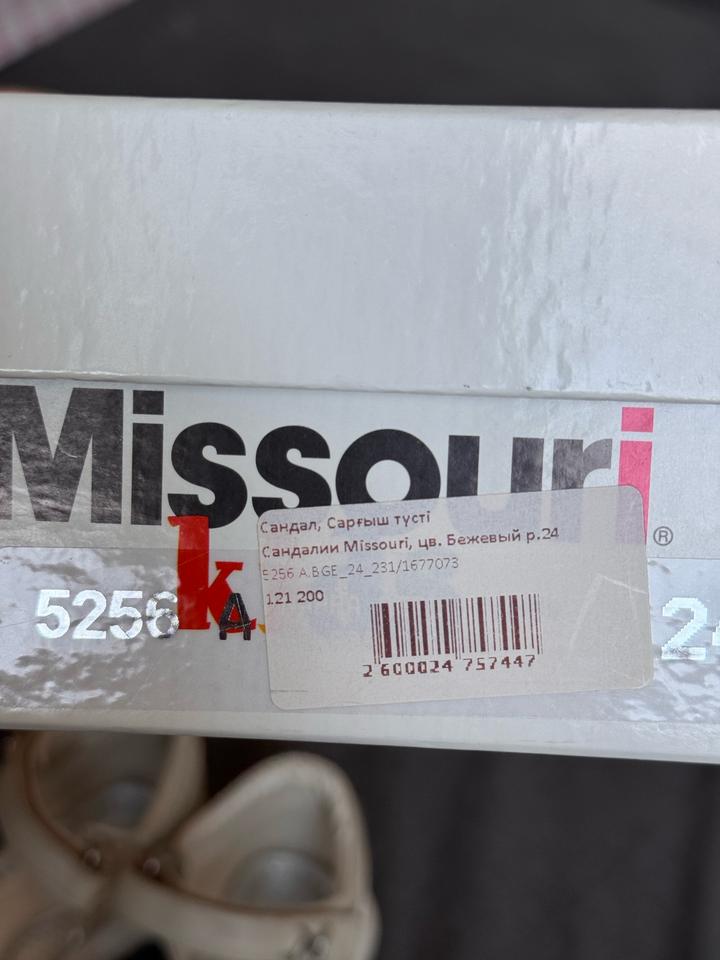 Missouri
®
5256
k
A
24
Сандал, Сарғыш түсті
Сандалии Missouri, цв. Бежевый р.24
5256 A.BGE_24_231/1677073
121 200
2 600024 757447